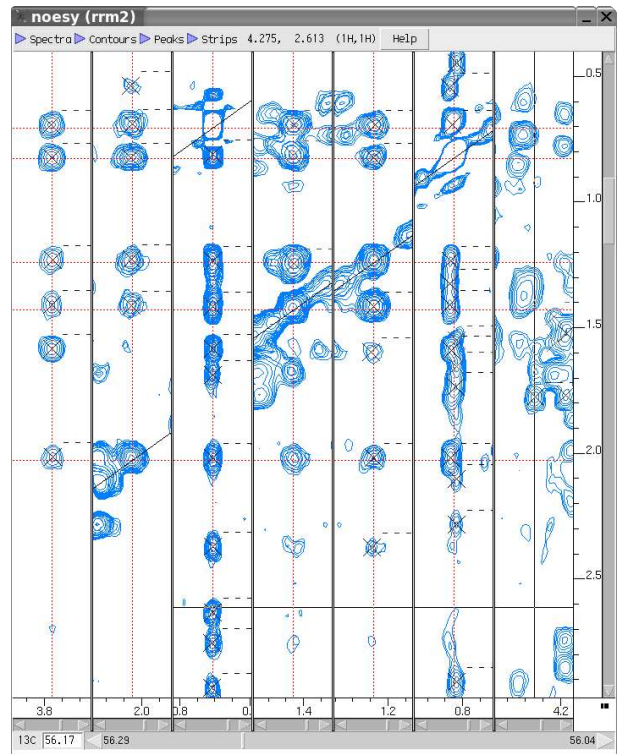 noesy (rrm2)
Spectra Contours Peaks Strips 4.275, 2.613 (1H,1H) Help
0.5
1.0
1.5
2.0
2.5
3.8 2.0 0.8 0. 1.4 1.2 0.8 4.2
13C 56.17 56.29 56.04